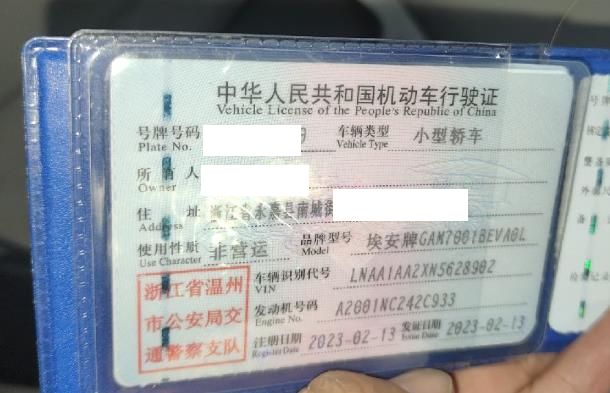 中华人民共和国机动车行驶证
Vehicle License of the People's Republic of China
号牌号码 车辆类型 小型轿车
Plate No. Vehicle Type
所有人
Owner
住址 浙江省永嘉县南城街
Address
使用性质 非营运 品牌型号 埃安牌GAM7001BEVA0L
Use Character Model
浙江省温州 车辆识别代号 LNAA1AA2XN5628902
VIN
市公安局交 发动机号码 A2001NC242C933
Engine No.
通警察支队 注册日期 2023-02-13 发证日期 2023-02-13
Register Date Issue Date